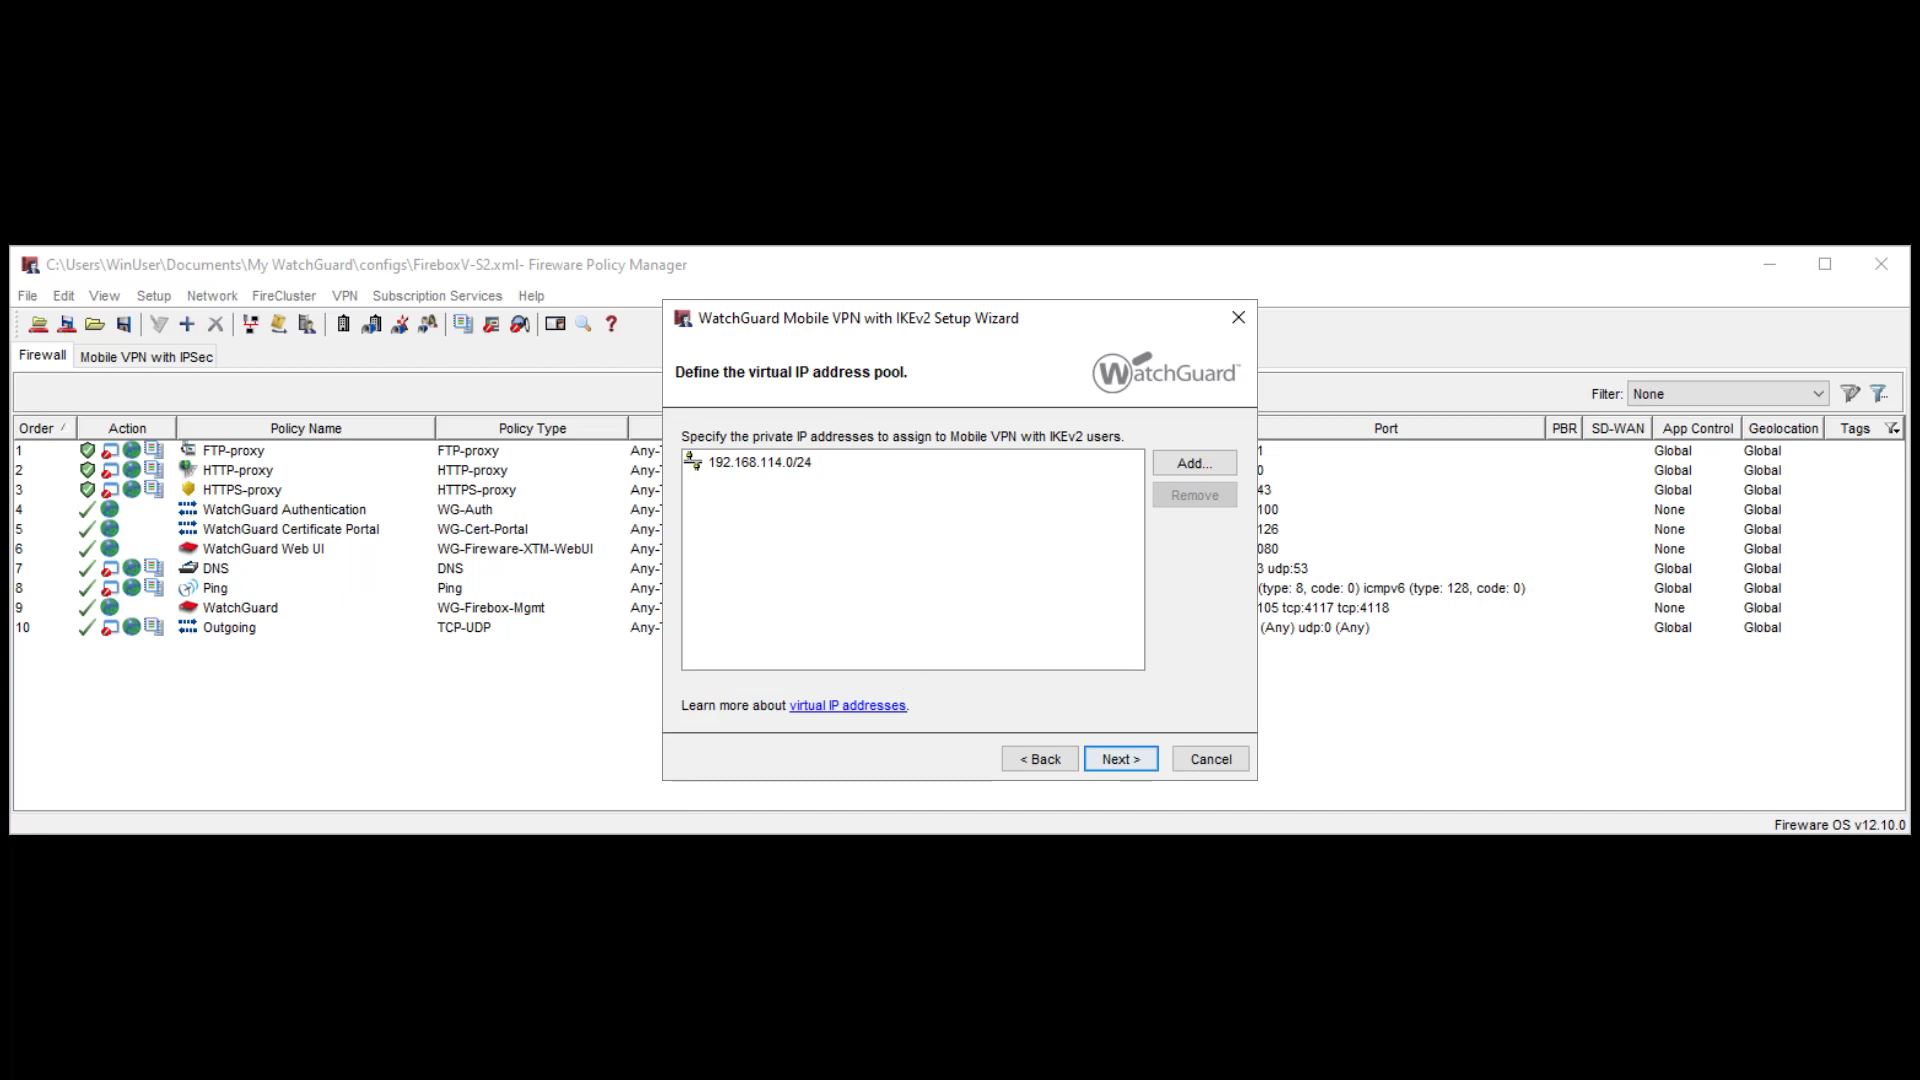 C:\Users\WinUser\Documents\My WatchGuard\configs\FireboxV-S2.xml- Fireware Policy Manager
File Edit View Setup Network FireCluster VPN Subscription Services Help
WatchGuard Mobile VPN with IKEv2 Setup Wizard
Firewall Mobile VPN with IPSec
Define the virtual IP address pool.
WatchGuard
Filter: None
Order / Action Policy Name Policy Type Port PBR SD-WAN App Control Geolocation Tags
Specify the private IP addresses to assign to Mobile VPN with IKEv2 users.
192.168.114.0/24
Add...
Remove
1 FTP-proxy FTP-proxy Any-T 1 Global Global
2 HTTP-proxy HTTP-proxy Any-T 0 Global Global
3 HTTPS-proxy HTTPS-proxy Any-T 43 Global Global
4 WatchGuard Authentication WG-Auth Any-T 100 None Global
5 WatchGuard Certificate Portal WG-Cert-Portal Any-T 126 None Global
6 WatchGuard Web UI WG-Fireware-XTM-WebUI Any-T 080 None Global
7 DNS DNS Any-T 3 udp:53 Global Global
8 Ping Ping Any-T (type: 8, code: 0) icmpv6 (type: 128, code: 0) Global Global
9 WatchGuard WG-Firebox-Mgmt Any-T 105 tcp:4117 tcp:4118 None Global
10 Outgoing TCP-UDP Any-T (Any) udp:0 (Any) Global Global
Learn more about virtual IP addresses.
< Back Next > Cancel
Fireware OS v12.10.0